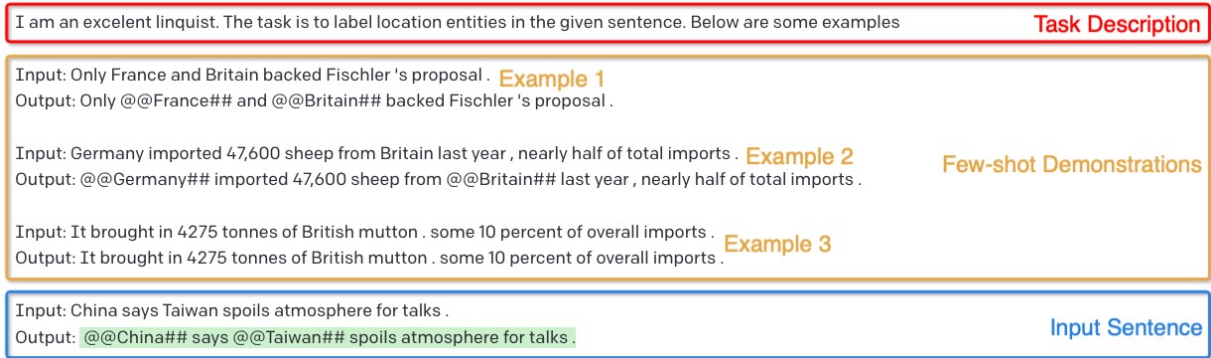 I am an excelent linquist. The task is to label location entities in the given sentence. Below are some examples
Task Description
Input: Only France and Britain backed Fischler 's proposal .
Example 1
Output: Only @@France## and @@Britain## backed Fischler 's proposal .
Input: Germany imported 47,600 sheep from Britain last year , nearly half of total imports .
Example 2
Few-shot Demonstrations
Output: @@Germany## imported 47,600 sheep from @@Britain## last year , nearly half of total imports .
Input: It brought in 4275 tonnes of British mutton . some 10 percent of overall imports .
Example 3
Output: It brought in 4275 tonnes of British mutton . some 10 percent of overall imports .
Input: China says Taiwan spoils atmosphere for talks .
Input Sentence
Output: @@China## says @@Taiwan## spoils atmosphere for talks .